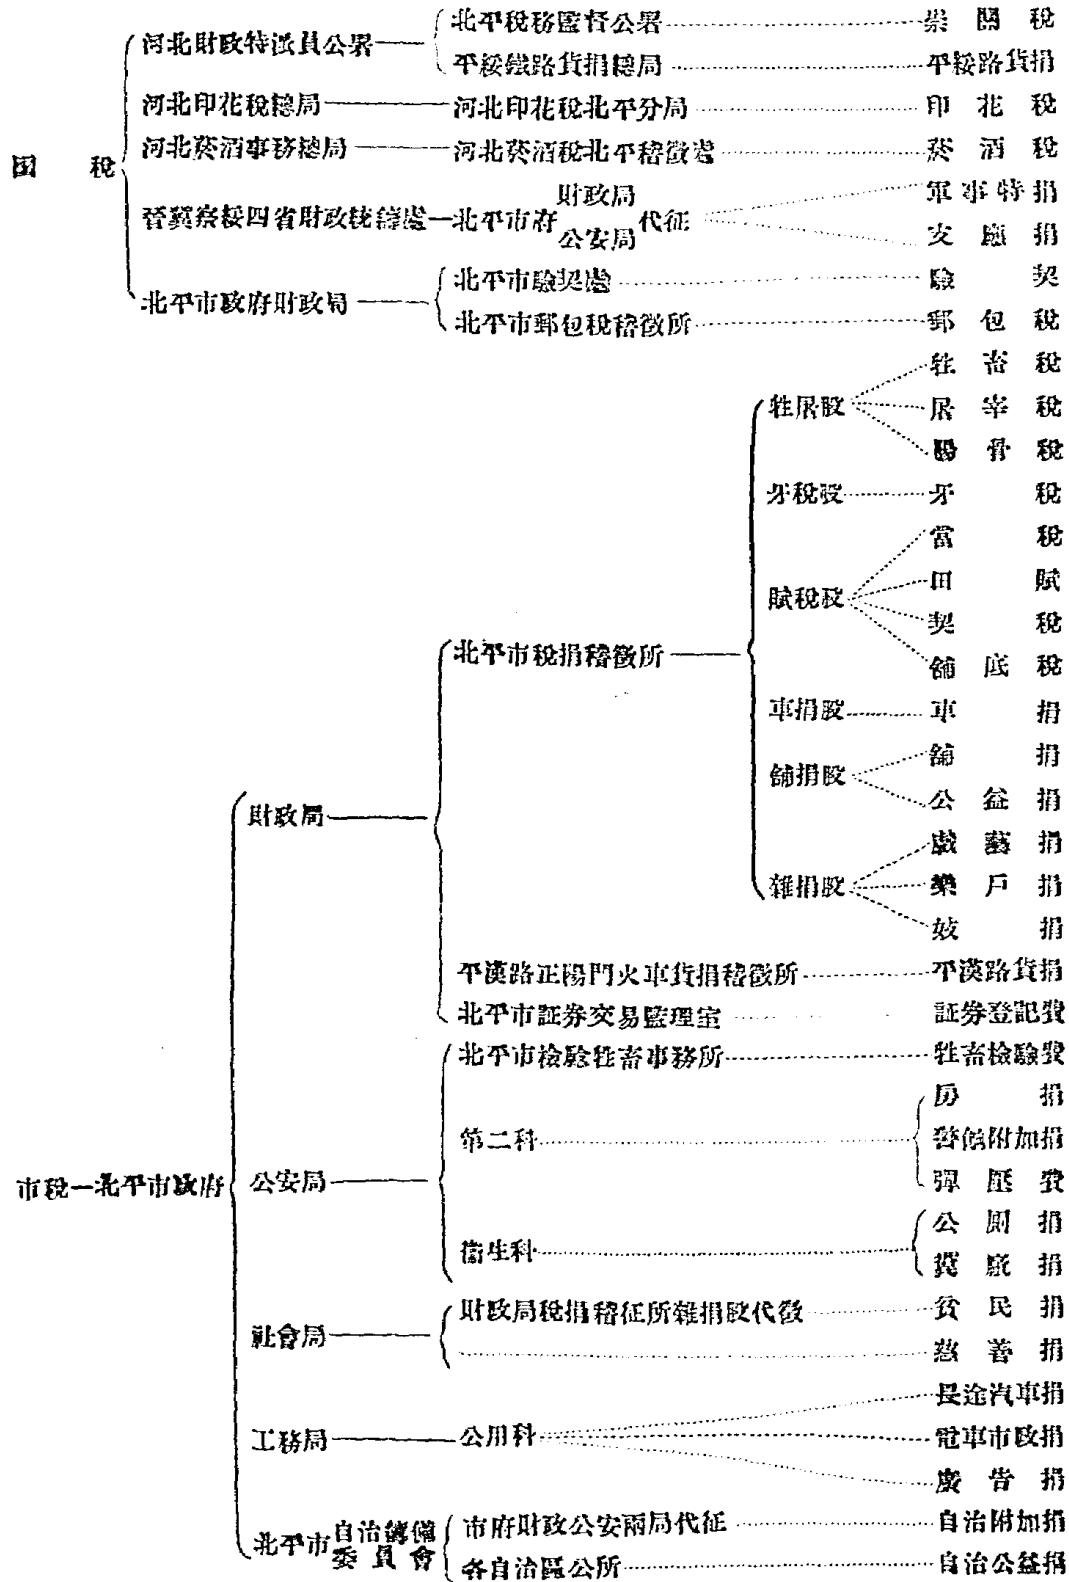 國稅
河北財政特派員公署
北平稅務監督公署
崇關稅
平綏鐵路貨捐總局
平綏路貨捐
河北印花稅總局
河北印花稅北平分局
印花稅
河北菸酒事務總局
河北菸酒稅北平稽徵處
菸酒稅
晉冀察綏四省財政統籌處
北平市府財政局公安局代征
軍事特捐
支應捐
北平市政府財政局
北平市驗契處
驗契
北平市郵包稅稽徵所
郵包稅
市稅
北平市政府
財政局
北平市稅捐稽徵所
牲屠股
牲畜稅
屠宰稅
腸骨稅
牙稅股
牙稅
賦稅股
當稅
田賦
契稅
舖底稅
車捐股
車捐
舖捐股
舖捐
公益捐
雜捐股
戲藝捐
樂戶捐
妓捐
平漢路正陽門火車貨捐稽徵所
平漢路貨捐
北平市証券交易監理室
証券登記費
公安局
北平市檢驗牲畜事務所
牲畜檢驗費
第二科
房捐
警餉附加捐
彈壓費
衞生科
公厠捐
糞廠捐
社會局
財政局稅捐稽征所雜捐股代徵
貧民捐
慈善捐
工務局
公用科
長途汽車捐
電車市政捐
廣告捐
北平市自治籌備委員會
市府財政公安兩局代征
自治附加捐
各自治區公所
自治公益捐